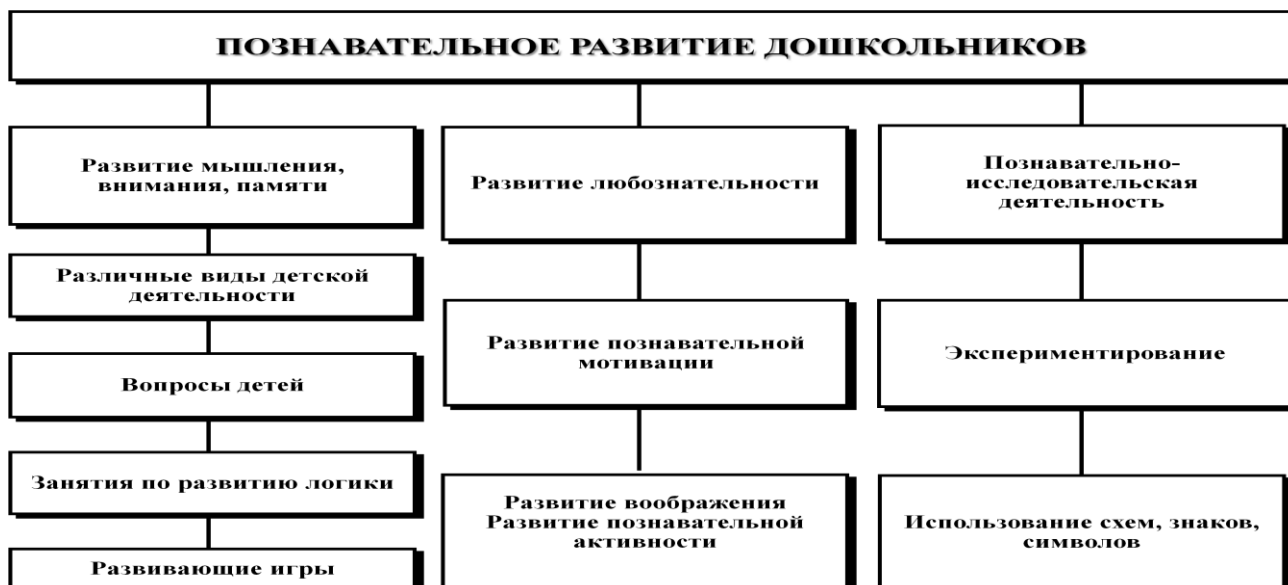 ПОЗНАВАТЕЛЬНОЕ РАЗВИТИЕ ДОШКОЛЬНИКОВ
Развитие мышления,
внимания, памяти
Различные виды детской
деятельности
Вопросы детей
Занятия по развитию логики
Развивающие игры
Развитие любознательности
Развитие познавательной
мотивации
Развитие воображения
Развитие познавательной
активности
Познавательно-
исследовательская
деятельность
Экспериментирование
Использование схем, знаков,
символов